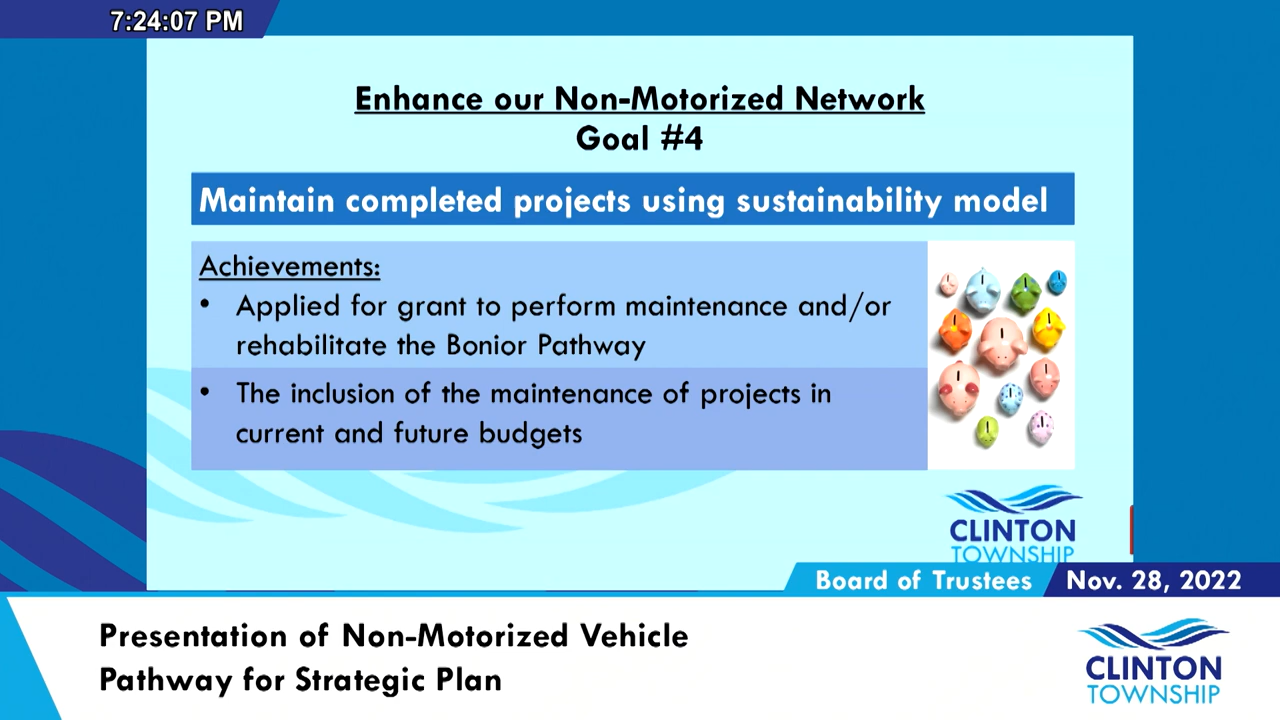 7:24:07 PM
Enhance our Non-Motorized Network
Goal #4
Maintain completed projects using sustainability model
Achievements:
• Applied for grant to perform maintenance and/or
rehabilitate the Bonior Pathway
• The inclusion of the maintenance of projects in
current and future budgets
CLINTON
TOWNSHIP
Board of Trustees
Nov. 28, 2022
Presentation of Non-Motorized Vehicle
Pathway for Strategic Plan
CLINTON
TOWNSHIP